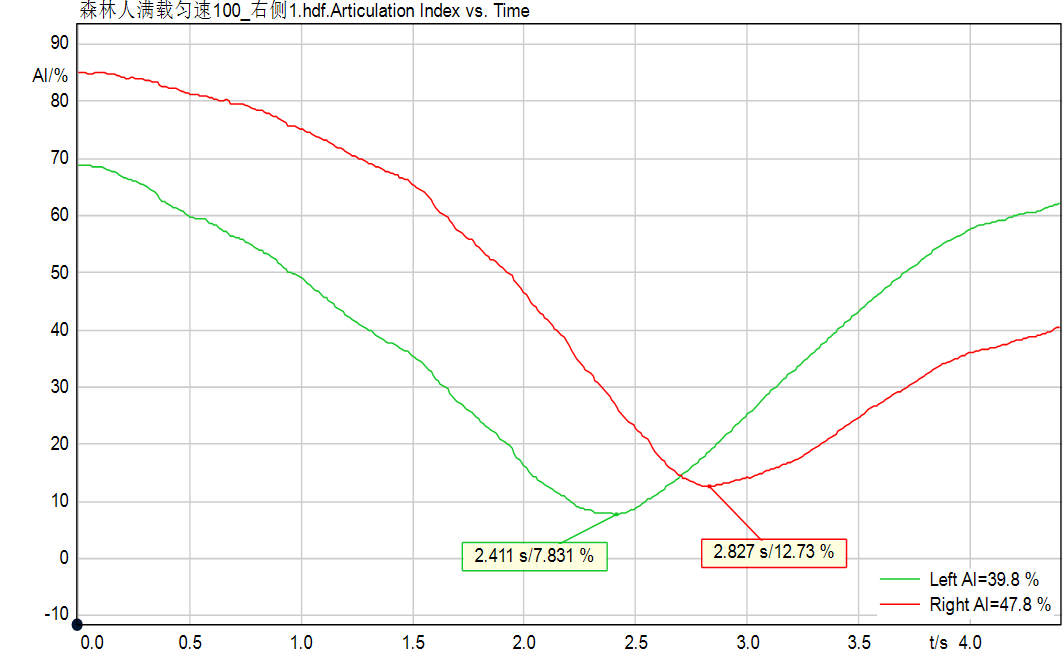 森林人满载匀速100_右侧1.hdf.Articulation Index vs. Time
90
AI/%
80
70
60
50
40
30
20
10
0
-10
2.411 s/7.831 %
2.827 s/12.73 %
Left AI=39.8 %
Right AI=47.8 %
0.0 0.5 1.0 1.5 2.0 2.5 3.0 3.5 t/s 4.0